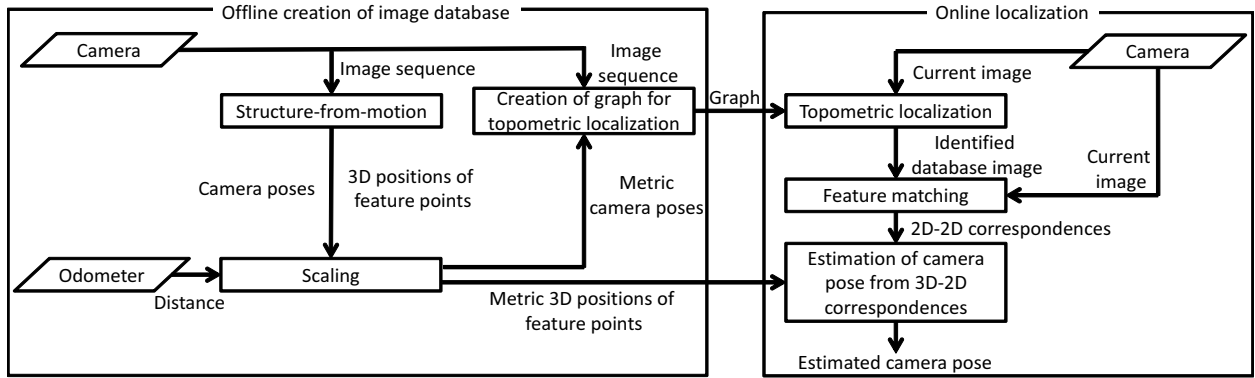 Offline creation of image database
Camera
Image sequence
Image
sequence
Structure-from-motion
Creation of graph for
topometric localization
Camera poses
3D positions of
feature points
Metric
camera poses
Odometer
Distance
Scaling
Metric 3D positions of
feature points
Graph
Online localization
Camera
Current image
Topometric localization
Identified
database image
Current
image
Feature matching
2D-2D correspondences
Estimation of camera
pose from 3D-2D
correspondences
Estimated camera pose